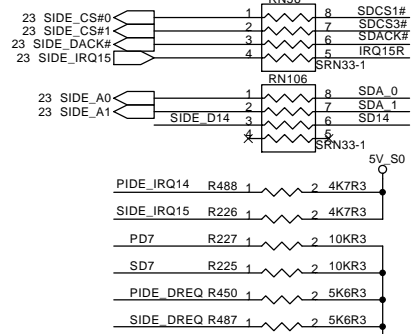 23 SIDE_CS#0 1 8 SDCS1#
23 SIDE_CS#1 2 7 SDCS3#
23 SIDE_DACK# 3 6 SDACK#
23 SIDE_IRQ15 4 5 IRQ15R
SRN33-1
RN106
23 SIDE_A0 1 8 SDA_0
23 SIDE_A1 2 7 SDA_1
SIDE_D14 3 6 SD14
4 5
SRN33-1
5V_S0
PIDE_IRQ14 R488 1 2 4K7R3
SIDE_IRQ15 R226 1 2 4K7R3
PD7 R227 1 2 10KR3
SD7 R225 1 2 10KR3
PIDE_DREQ R450 1 2 5K6R3
SIDE_DREQ R487 1 2 5K6R3